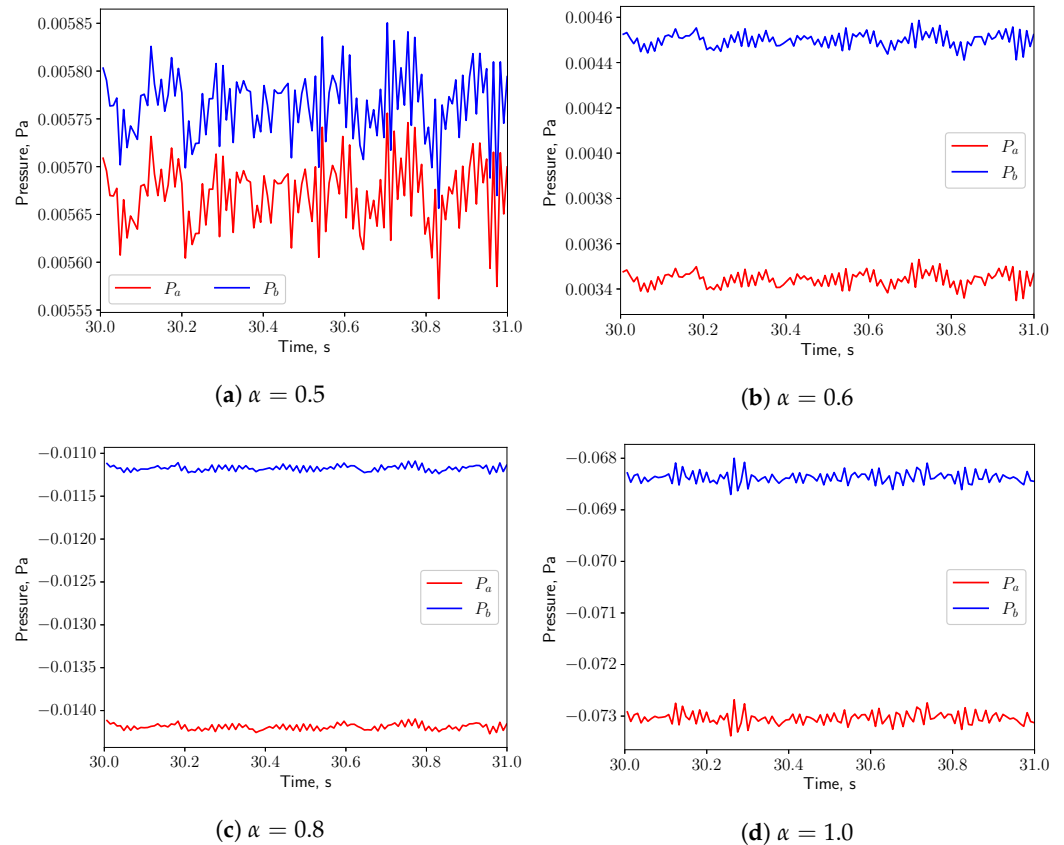 0.00585
0.00580
0.00575
0.00570
0.00565
0.00560
0.00555
Pressure, Pa
P_a P_b
30.0 30.2 30.4 30.6 30.8 31.0
Time, s
(a) α = 0.5
0.0046
0.0044
0.0042
0.0040
0.0038
0.0036
0.0034
Pressure, Pa
P_a
P_b
30.0 30.2 30.4 30.6 30.8 31.0
Time, s
(b) α = 0.6
−0.0110
−0.0115
−0.0120
−0.0125
−0.0130
−0.0135
−0.0140
Pressure, Pa
P_a
P_b
30.0 30.2 30.4 30.6 30.8 31.0
Time, s
(c) α = 0.8
−0.068
−0.069
−0.070
−0.071
−0.072
−0.073
Pressure, Pa
P_a
P_b
30.0 30.2 30.4 30.6 30.8 31.0
Time, s
(d) α = 1.0